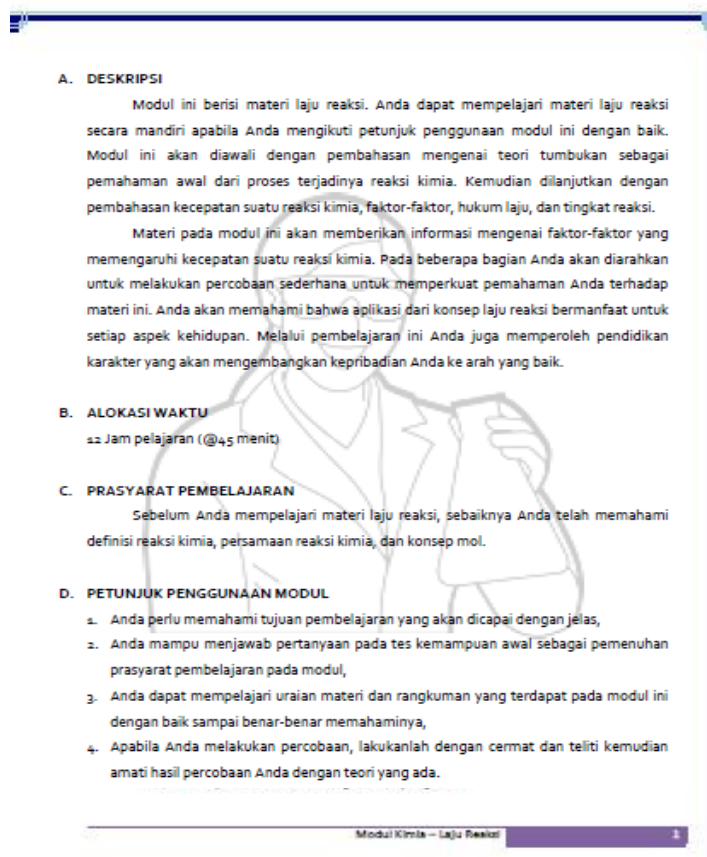 A. DESKRIPSI
Modul ini berisi materi laju reaksi. Anda dapat mempelajari materi laju reaksi
secara mandiri apabila Anda mengikuti petunjuk penggunaan modul ini dengan baik.
Modul ini akan diawali dengan pembahasan mengenai teori tumbukan sebagai
pemahaman awal dari proses terjadinya reaksi kimia. Kemudian dilanjutkan dengan
pembahasan kecepatan suatu reaksi kimia, faktor-faktor, hukum laju, dan tingkat reaksi.
Materi pada modul ini akan memberikan informasi mengenai faktor-faktor yang
memengaruhi kecepatan suatu reaksi kimia. Pada beberapa bagian Anda akan diarahkan
untuk melakukan percobaan sederhana untuk memperkuat pemahaman Anda terhadap
materi ini. Anda akan memahami bahwa aplikasi dari konsep laju reaksi bermanfaat untuk
setiap aspek kehidupan. Melalui pembelajaran ini Anda juga memperoleh pendidikan
karakter yang akan mengembangkan kepribadian Anda ke arah yang baik.
B. ALOKASI WAKTU
12 Jam pelajaran (@45 menit)
C. PRASYARAT PEMBELAJARAN
Sebelum Anda mempelajari materi laju reaksi, sebaiknya Anda telah memahami
definisi reaksi kimia, persamaan reaksi kimia, dan konsep mol.
D. PETUNJUK PENGGUNAAN MODUL
1. Anda perlu memahami tujuan pembelajaran yang akan dicapai dengan jelas,
2. Anda mampu menjawab pertanyaan pada tes kemampuan awal sebagai pemenuhan
prasyarat pembelajaran pada modul,
3. Anda dapat mempelajari uraian materi dan rangkuman yang terdapat pada modul ini
dengan baik sampai benar-benar memahaminya,
4. Apabila Anda melakukan percobaan, lakukanlah dengan cermat dan teliti kemudian
amati hasil percobaan Anda dengan teori yang ada.
Modul Kimia – Laju Reaksi 1